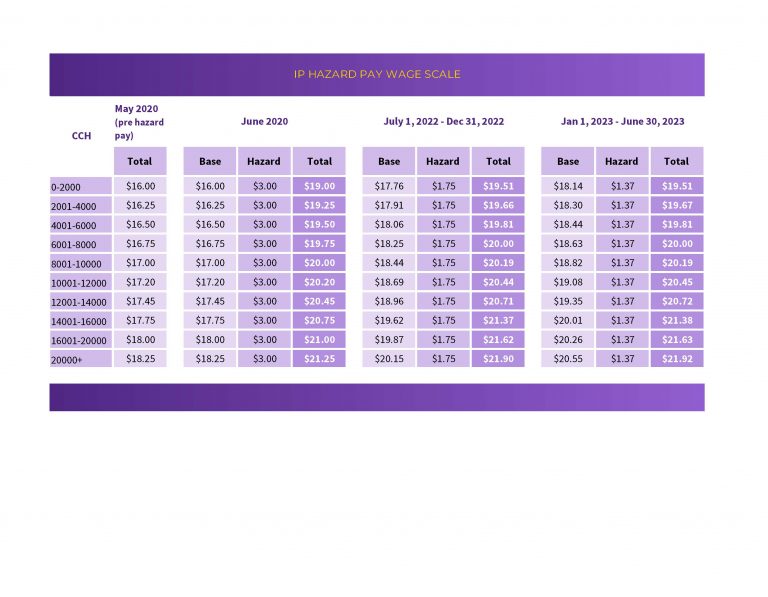 IP HAZARD PAY WAGE SCALE
CCH May 2020 (pre hazard pay) June 2020 July 1, 2022 - Dec 31, 2022 Jan 1, 2023 - June 30, 2023
Total Base Hazard Total Base Hazard Total Base Hazard Total
0-2000 $16.00 $16.00 $3.00 $19.00 $17.76 $1.75 $19.51 $18.14 $1.37 $19.51
2001-4000 $16.25 $16.25 $3.00 $19.25 $17.91 $1.75 $19.66 $18.30 $1.37 $19.67
4001-6000 $16.50 $16.50 $3.00 $19.50 $18.06 $1.75 $19.81 $18.44 $1.37 $19.81
6001-8000 $16.75 $16.75 $3.00 $19.75 $18.25 $1.75 $20.00 $18.63 $1.37 $20.00
8001-10000 $17.00 $17.00 $3.00 $20.00 $18.44 $1.75 $20.19 $18.82 $1.37 $20.19
10001-12000 $17.20 $17.20 $3.00 $20.20 $18.69 $1.75 $20.44 $19.08 $1.37 $20.45
12001-14000 $17.45 $17.45 $3.00 $20.45 $18.96 $1.75 $20.71 $19.35 $1.37 $20.72
14001-16000 $17.75 $17.75 $3.00 $20.75 $19.62 $1.75 $21.37 $20.01 $1.37 $21.38
16001-20000 $18.00 $18.00 $3.00 $21.00 $19.87 $1.75 $21.62 $20.26 $1.37 $21.63
20000+ $18.25 $18.25 $3.00 $21.25 $20.15 $1.75 $21.90 $20.55 $1.37 $21.92